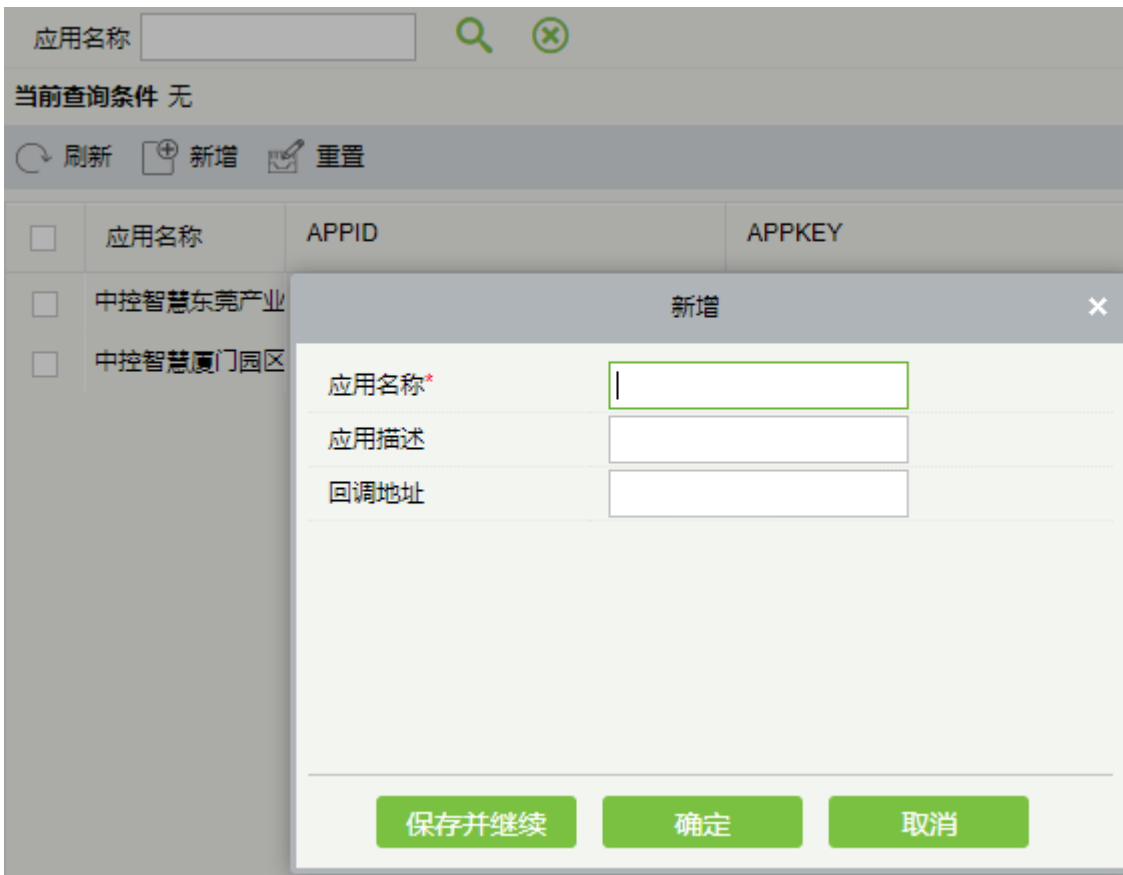 应用名称
当前查询条件 无
刷新 新增 重置
应用名称 APPID APPKEY
中控智慧东莞产业
中控智慧厦门园区
新增
应用名称*
应用描述
回调地址
保存并继续 确定 取消